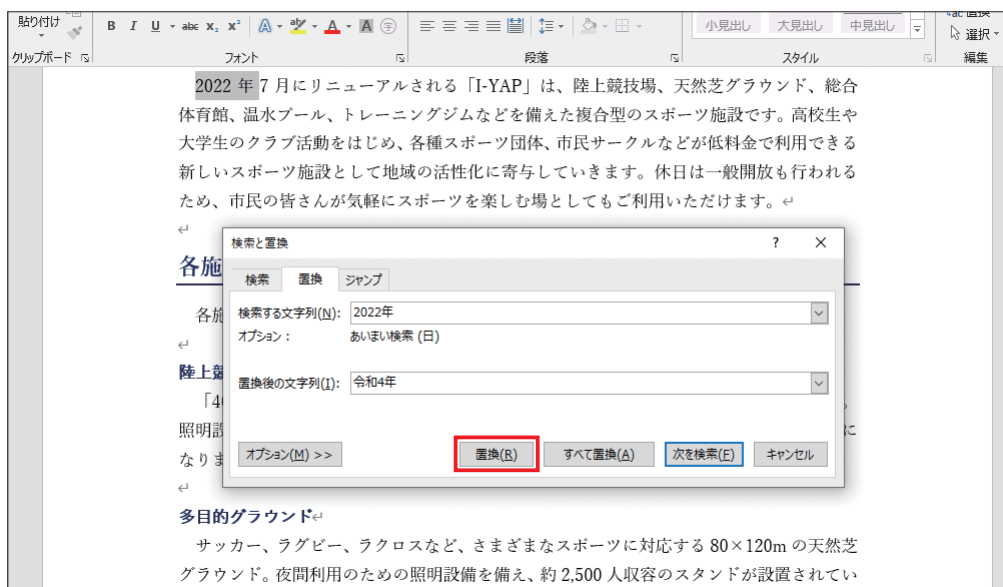 貼り付け
B I U abc x₂ x² A A A 字
小見出し 大見出し 中見出し
選択
クリップボード フォント 段落 スタイル 編集
2022 年 7 月にリニューアルされる「I-YAP」は、陸上競技場、天然芝グラウンド、総合
体育館、温水プール、トレーニングジムなどを備えた複合型のスポーツ施設です。高校生や
大学生のクラブ活動をはじめ、各種スポーツ団体、市民サークルなどが低料金で利用できる
新しいスポーツ施設として地域の活性化に寄与していきます。休日は一般開放も行われる
ため、市民の皆さんが気軽にスポーツを楽しむ場としてもご利用いただけます。↵
↵
検索と置換 ? ×
各施
検索 置換 ジャンプ
各施
検索する文字列(N): 2022年
オプション： あいまい検索 (日)
↵
陸上競
置換後の文字列(I): 令和4年
「4
。
照明設
に
なりま
オプション(M) >> 置換(R) すべて置換(A) 次を検索(F) キャンセル
↵
多目的グラウンド↵
サッカー、ラグビー、ラクロスなど、さまざまなスポーツに対応する 80×120m の天然芝
グラウンド。夜間利用のための照明設備を備え、約 2,500 人収容のスタンドが設置されてい